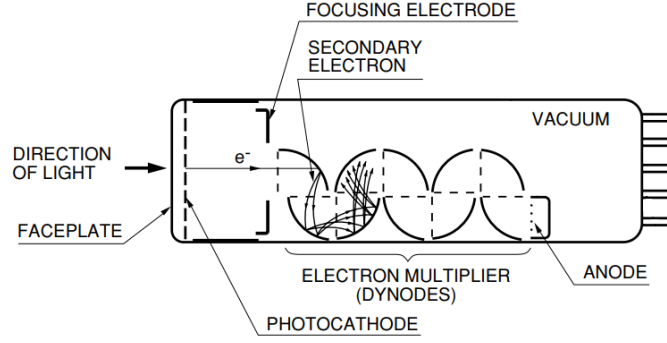 FOCUSING ELECTRODE
SECONDARY
ELECTRON
VACUUM
DIRECTION
OF LIGHT
e-
FACEPLATE
ELECTRON MULTIPLIER
(DYNODES)
ANODE
PHOTOCATHODE